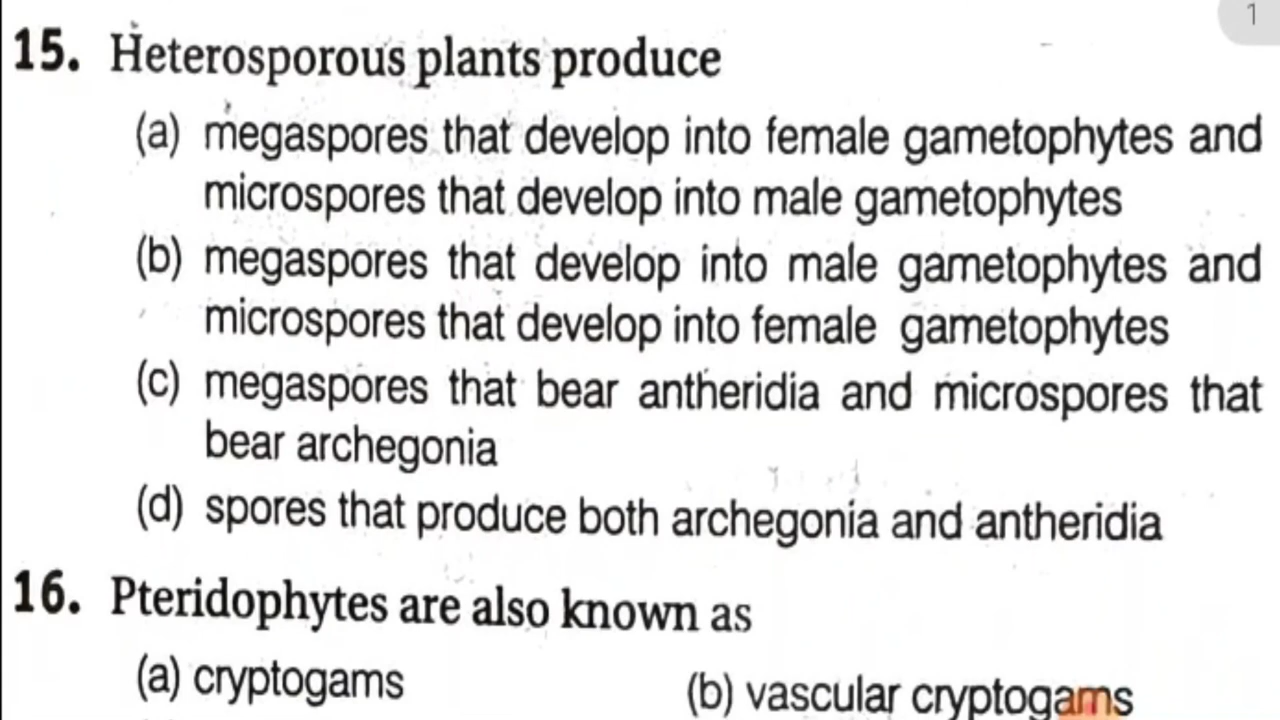 1
15. Heterosporous plants produce
(a) megaspores that develop into female gametophytes and
microspores that develop into male gametophytes
(b) megaspores that develop into male gametophytes and
microspores that develop into female gametophytes
(c) megaspores that bear antheridia and microspores that
bear archegonia
(d) spores that produce both archegonia and antheridia
16. Pteridophytes are also known as
(a) cryptogams (b) vascular cryptogams